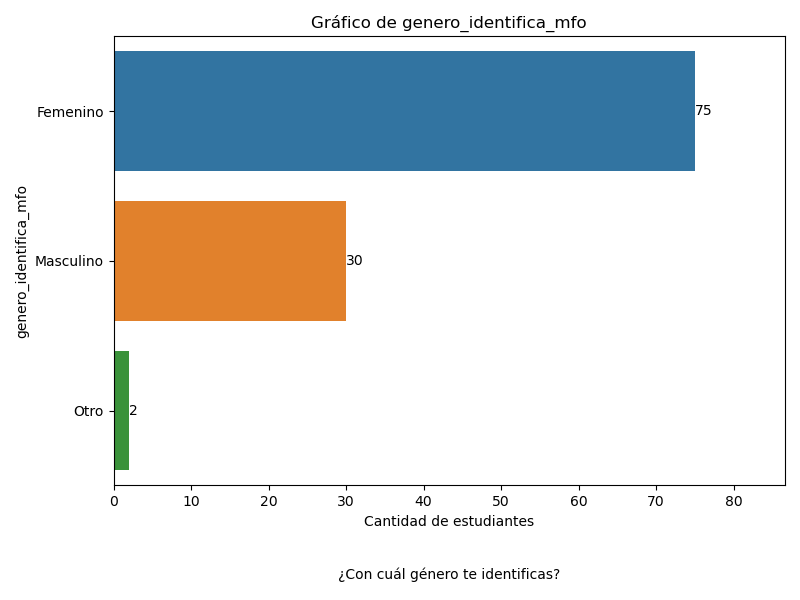 Gráfico de genero_identifica_mfo
genero_identifica_mfo
Femenino
75
Masculino
30
Otro
2
0 10 20 30 40 50 60 70 80
Cantidad de estudiantes
¿Con cuál género te identificas?